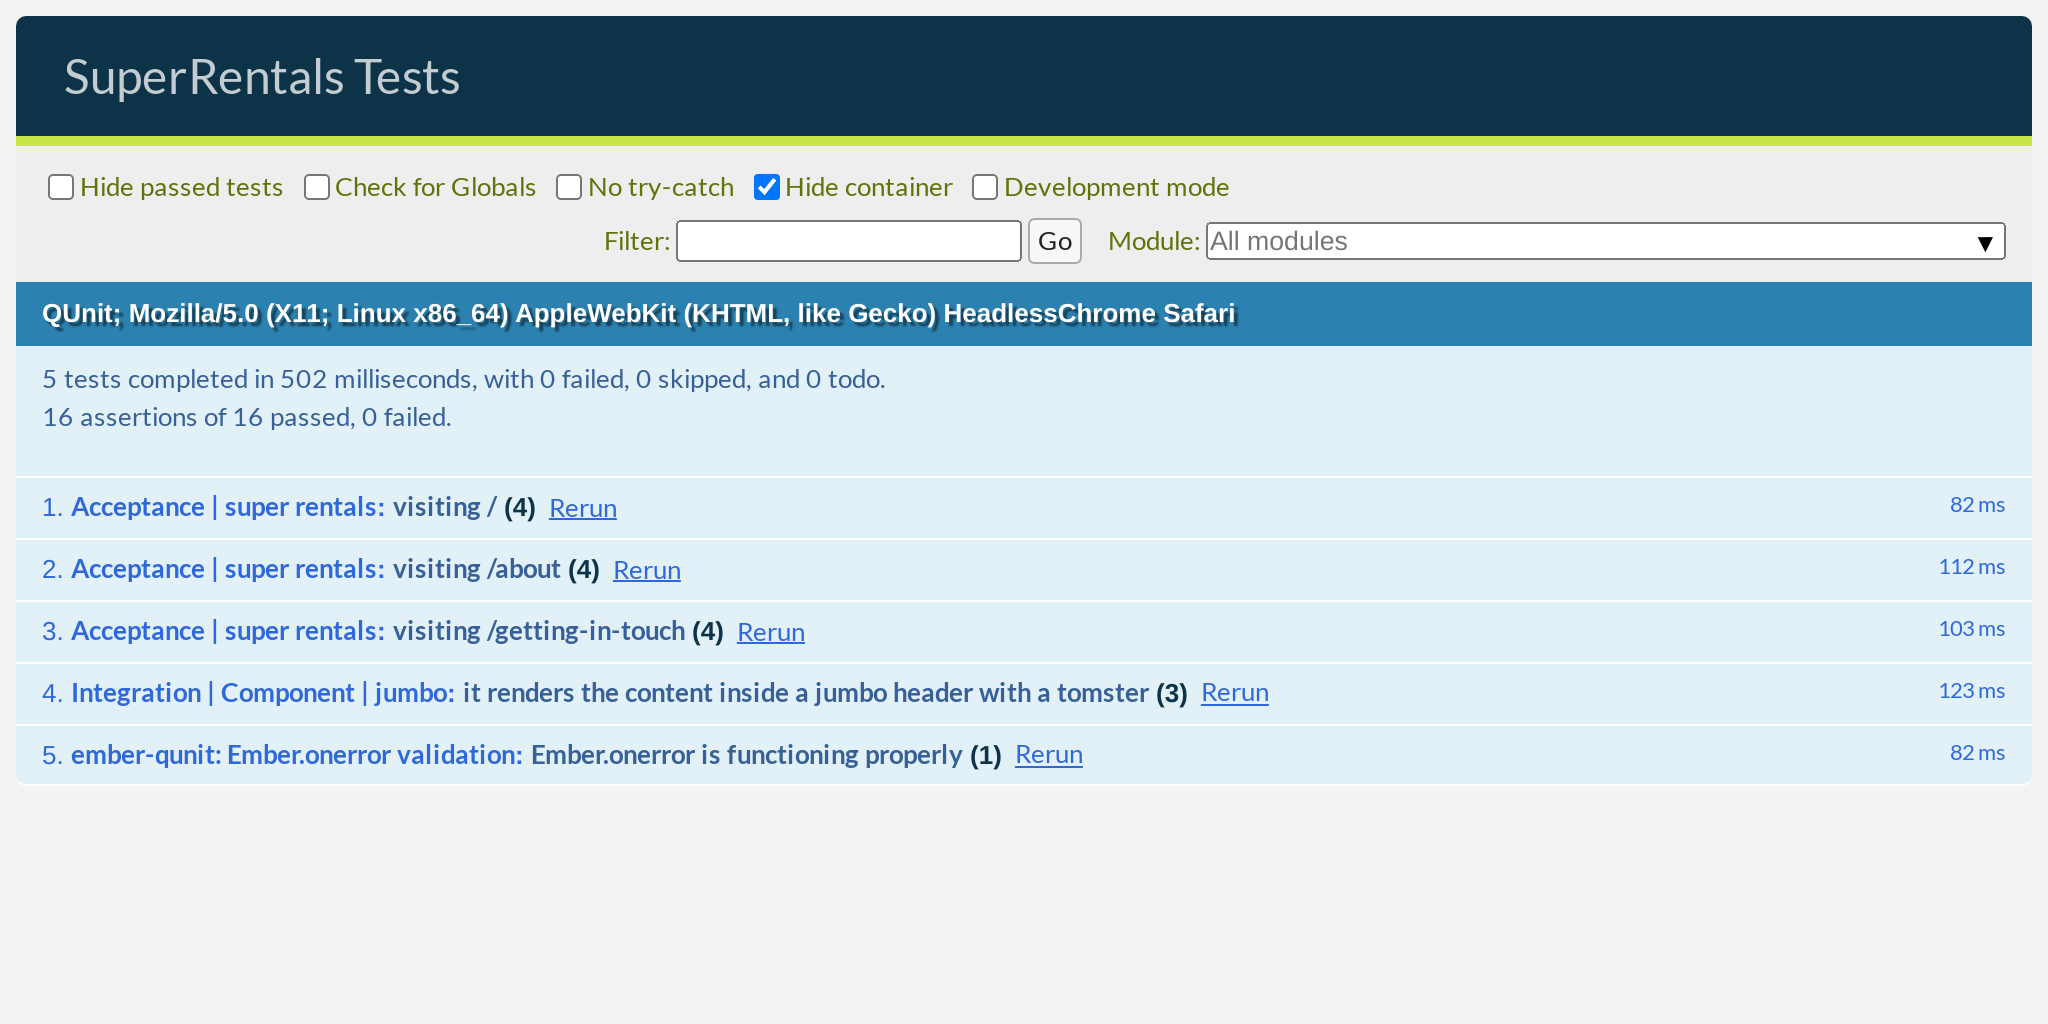 SuperRentals Tests
Hide passed tests Check for Globals No try-catch Hide container Development mode
Filter: Go Module: All modules ▼
QUnit; Mozilla/5.0 (X11; Linux x86_64) AppleWebKit (KHTML, like Gecko) HeadlessChrome Safari
5 tests completed in 502 milliseconds, with 0 failed, 0 skipped, and 0 todo.
16 assertions of 16 passed, 0 failed.
1. Acceptance | super rentals: visiting / (4) Rerun 82 ms
2. Acceptance | super rentals: visiting /about (4) Rerun 112 ms
3. Acceptance | super rentals: visiting /getting-in-touch (4) Rerun 103 ms
4. Integration | Component | jumbo: it renders the content inside a jumbo header with a tomster (3) Rerun 123 ms
5. ember-qunit: Ember.onerror validation: Ember.onerror is functioning properly (1) Rerun 82 ms